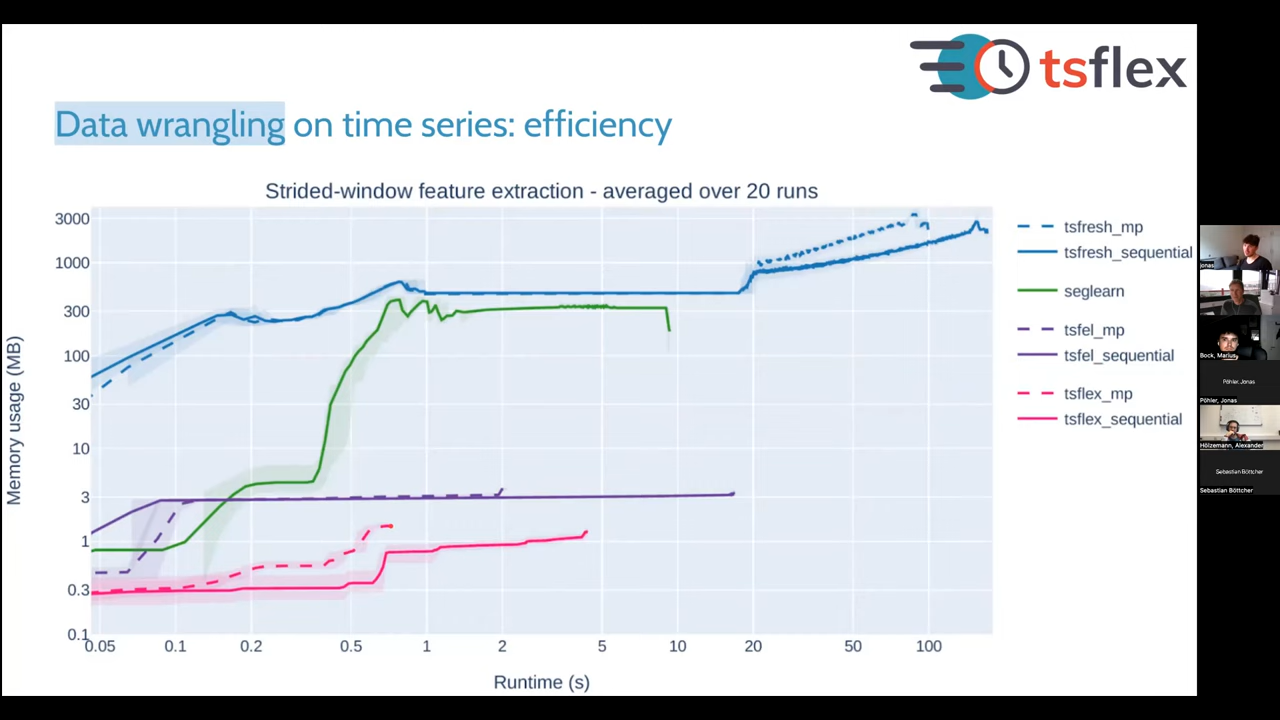 tsflex
Data wrangling on time series: efficiency
Strided-window feature extraction - averaged over 20 runs
3000
1000
300
100
30
10
3
1
0.3
0.1
Memory usage (MB)
0.05 0.1 0.2 0.5 1 2 5 10 20 50 100
Runtime (s)
tsfresh_mp
tsfresh_sequential
seglearn
tsfel_mp
tsfel_sequential
tsflex_mp
tsflex_sequential
jonas
Bock, Marius
Pöhler, Jonas
Pöhler, Jonas
Hölzemann, Alexander
Sebastian Böttcher
Sebastian Böttcher